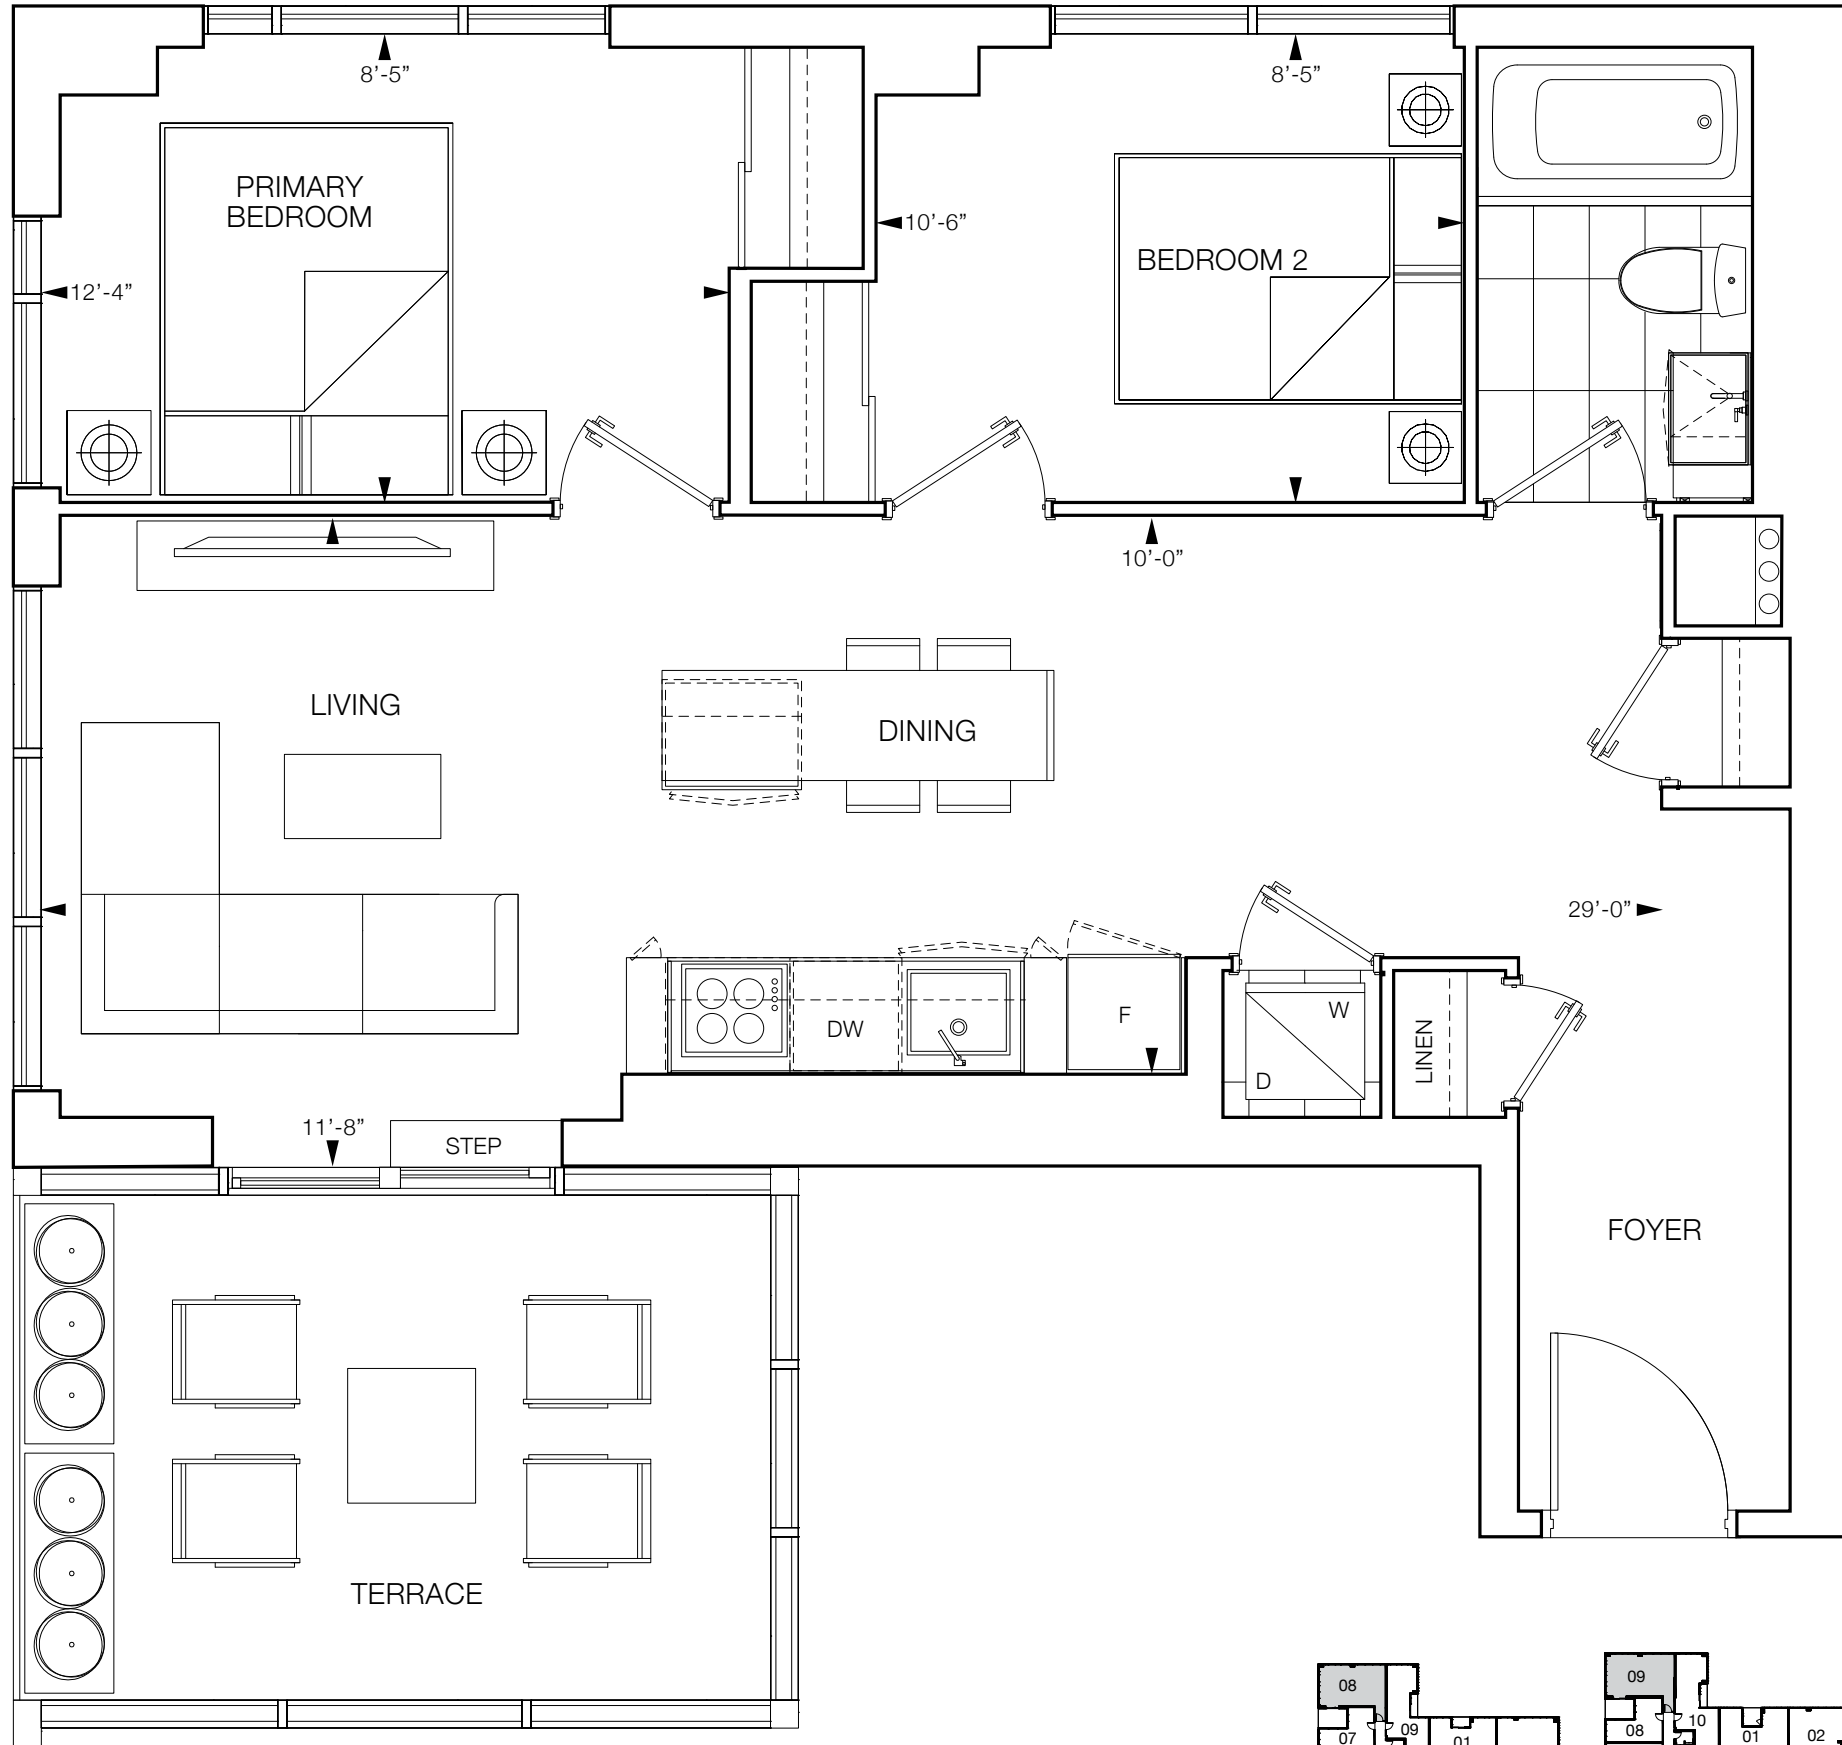 8’-5”
8’-5”
PRIMARY
BEDROOM
10’-6”
BEDROOM 2
12’-4”
10’-0”
LIVING
DINING
29’-0”
W
F
DW
LINEN
D
11’-8”
STEP
FOYER
TERRACE
08
09
07
09
01
08
10
01
02